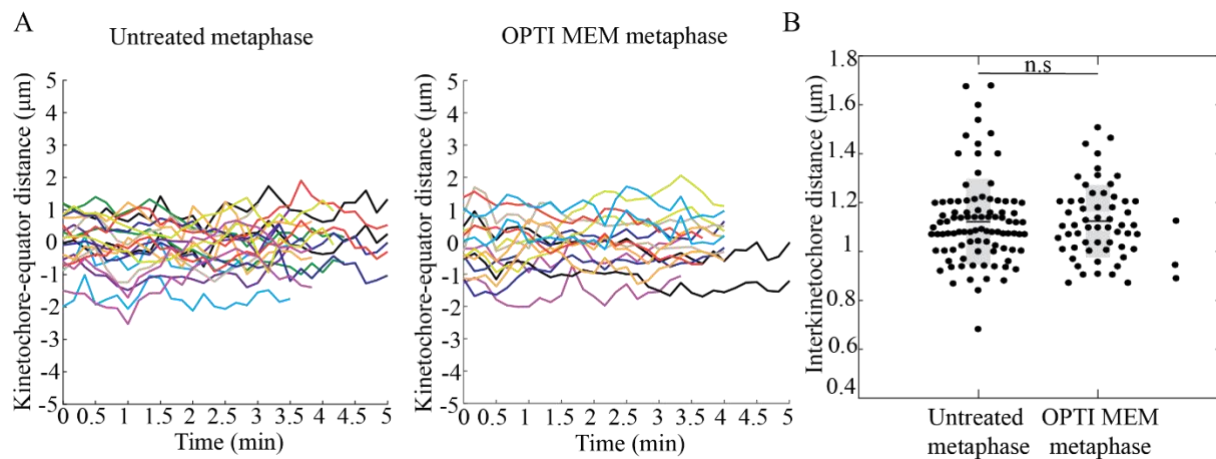 A
Untreated metaphase
OPTI MEM metaphase
B
Kinetochore-equator distance (μm)
5
4
3
2
1
0
-1
-2
-3
-4
-5
0 0.5 1 1.5 2 2.5 3 3.5 4 4.5 5
Time (min)
Kinetochore-equator distance (μm)
5
4
3
2
1
0
-1
-2
-3
-4
-5
0 0.5 1 1.5 2 2.5 3 3.5 4 4.5 5
Time (min)
Interkinetochore distance (μm)
1.8
1.6
1.4
1.2
1
0.8
0.6
0.4
n.s
Untreated
metaphase
OPTI MEM
metaphase